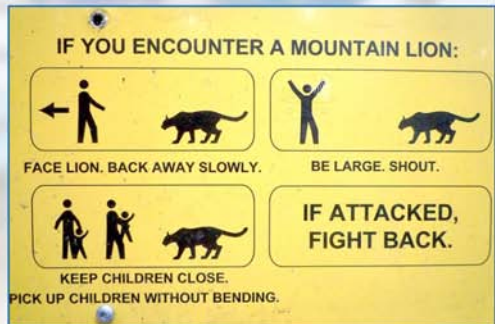 IF YOU ENCOUNTER A MOUNTAIN LION:
FACE LION. BACK AWAY SLOWLY.
BE LARGE. SHOUT.
KEEP CHILDREN CLOSE.
PICK UP CHILDREN WITHOUT BENDING.
IF ATTACKED,
FIGHT BACK.